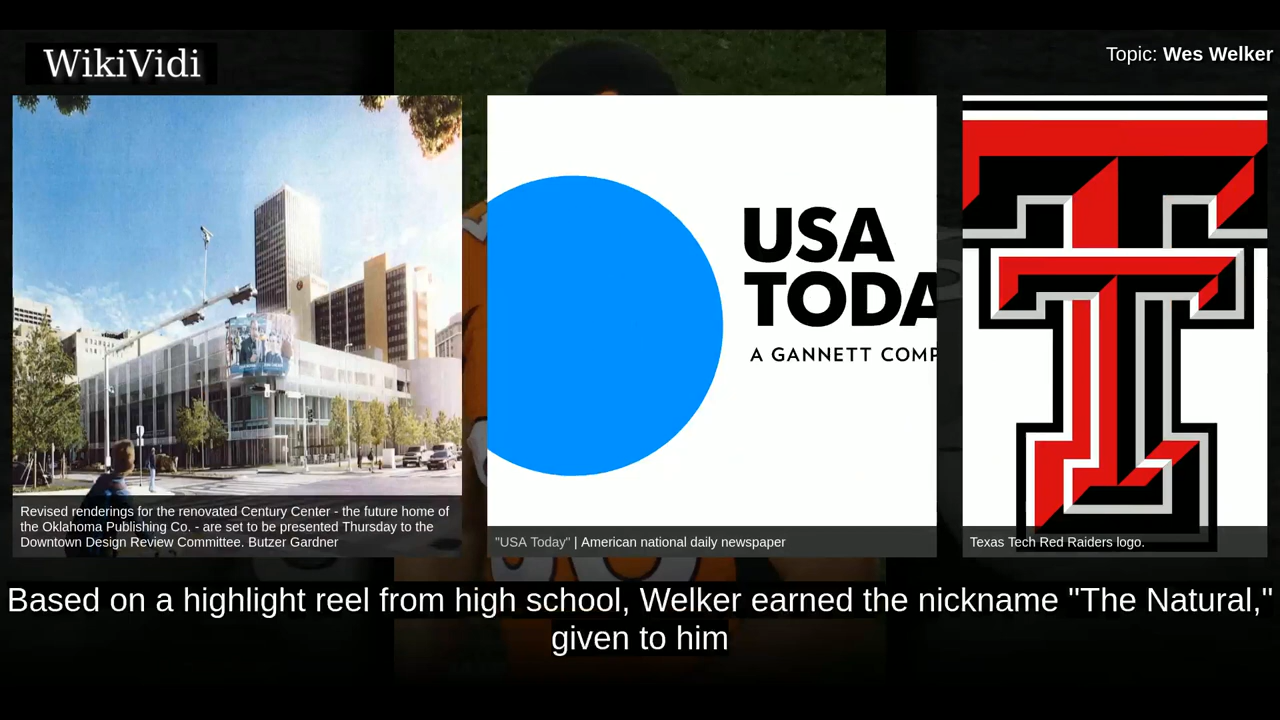 WikiVidi
Topic: Wes Welker
USA
TODA
A GANNETT COMP
Revised renderings for the renovated Century Center - the future home of
the Oklahoma Publishing Co. - are set to be presented Thursday to the
Downtown Design Review Committee. Butzer Gardner
"USA Today" | American national daily newspaper
Texas Tech Red Raiders logo.
Based on a highlight reel from high school, Welker earned the nickname "The Natural,"
given to him